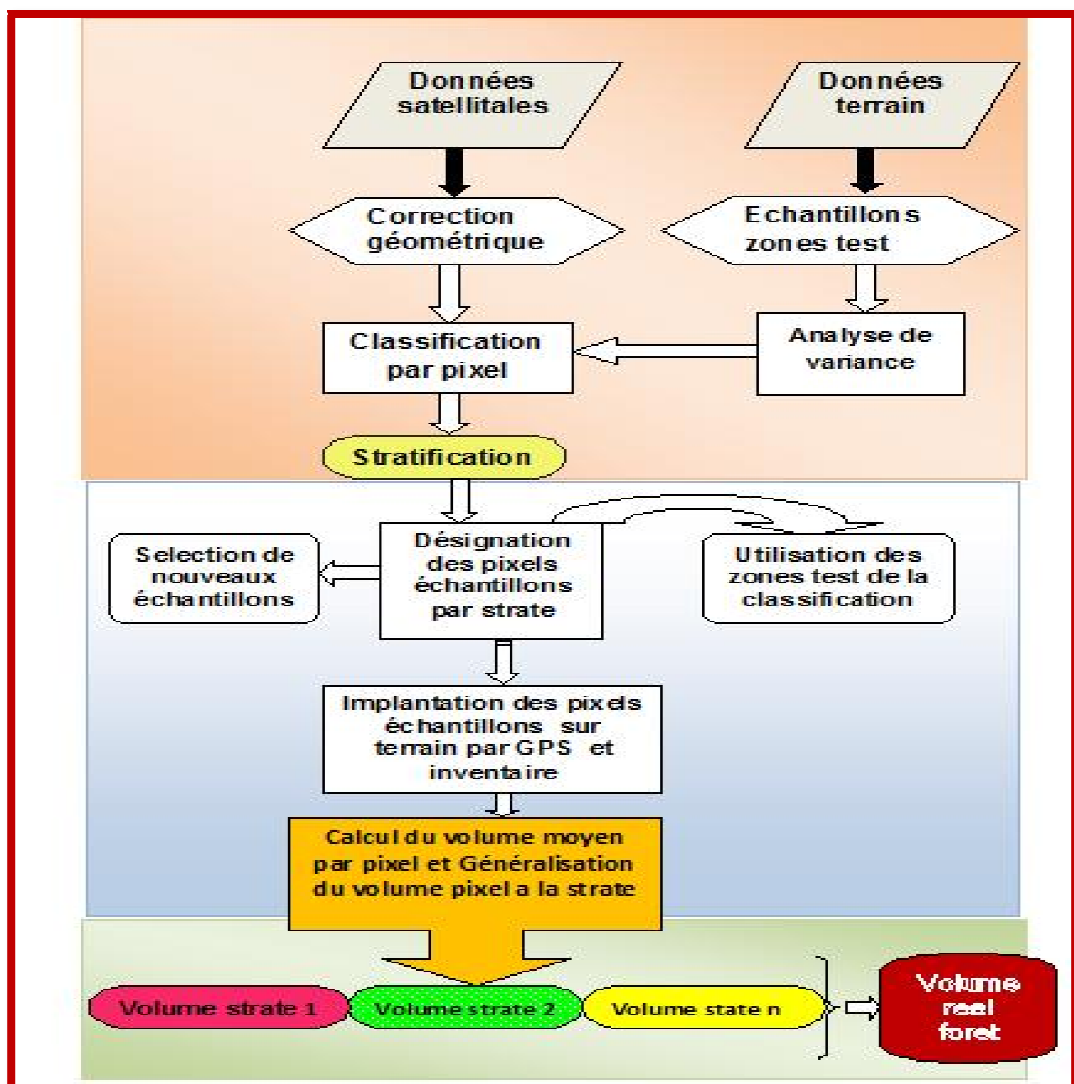 Données
satellitales
Données
terrain
Correction
géométrique
Echantillons
zones test
Classification
par pixel
Analyse de
variance
Stratification
Selection de
nouveaux
échantillons
Désignation
des pixels
échantillons
par strate
Utilisation des
zones test de la
classification
Implantation des pixels
échantillons sur
terrain par GPS et
inventaire
Calcul du volume moyen
par pixel et Généralisation
du volume pixel a la strate
Volume strate 1
Volume strate 2
Volume state n
Volume
reel
foret